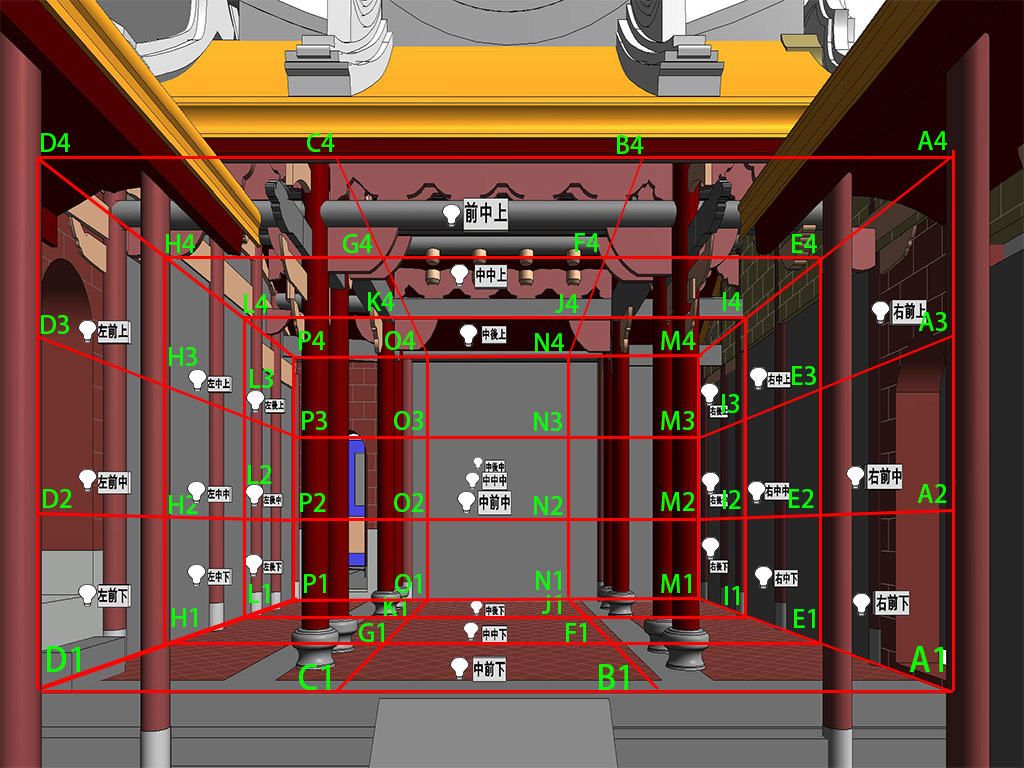 D4 C4 B4 A4
前中上
H4 G4 F4 E4
中中上
L4 K4 J4 I4
左前上 D3 中後上 右前上 A3
P4 O4 N4 M4
H3 左中上 L3 左後上 右中上 E3 I3
P3 O3 N3 M3
中後中
左前中 L2 中中中 右前中
D2 左中中 H2 左後中 P2 O2 中前中 N2 M2 I2 右中中 E2 A2
左中下 左後下 P1 O1 N1 M1 右後下 右中下
左前下 L1 K1 中後下 J1 I1 右前下
H1 G1 中中下 F1 E1
D1 C1 中前下 B1 A1